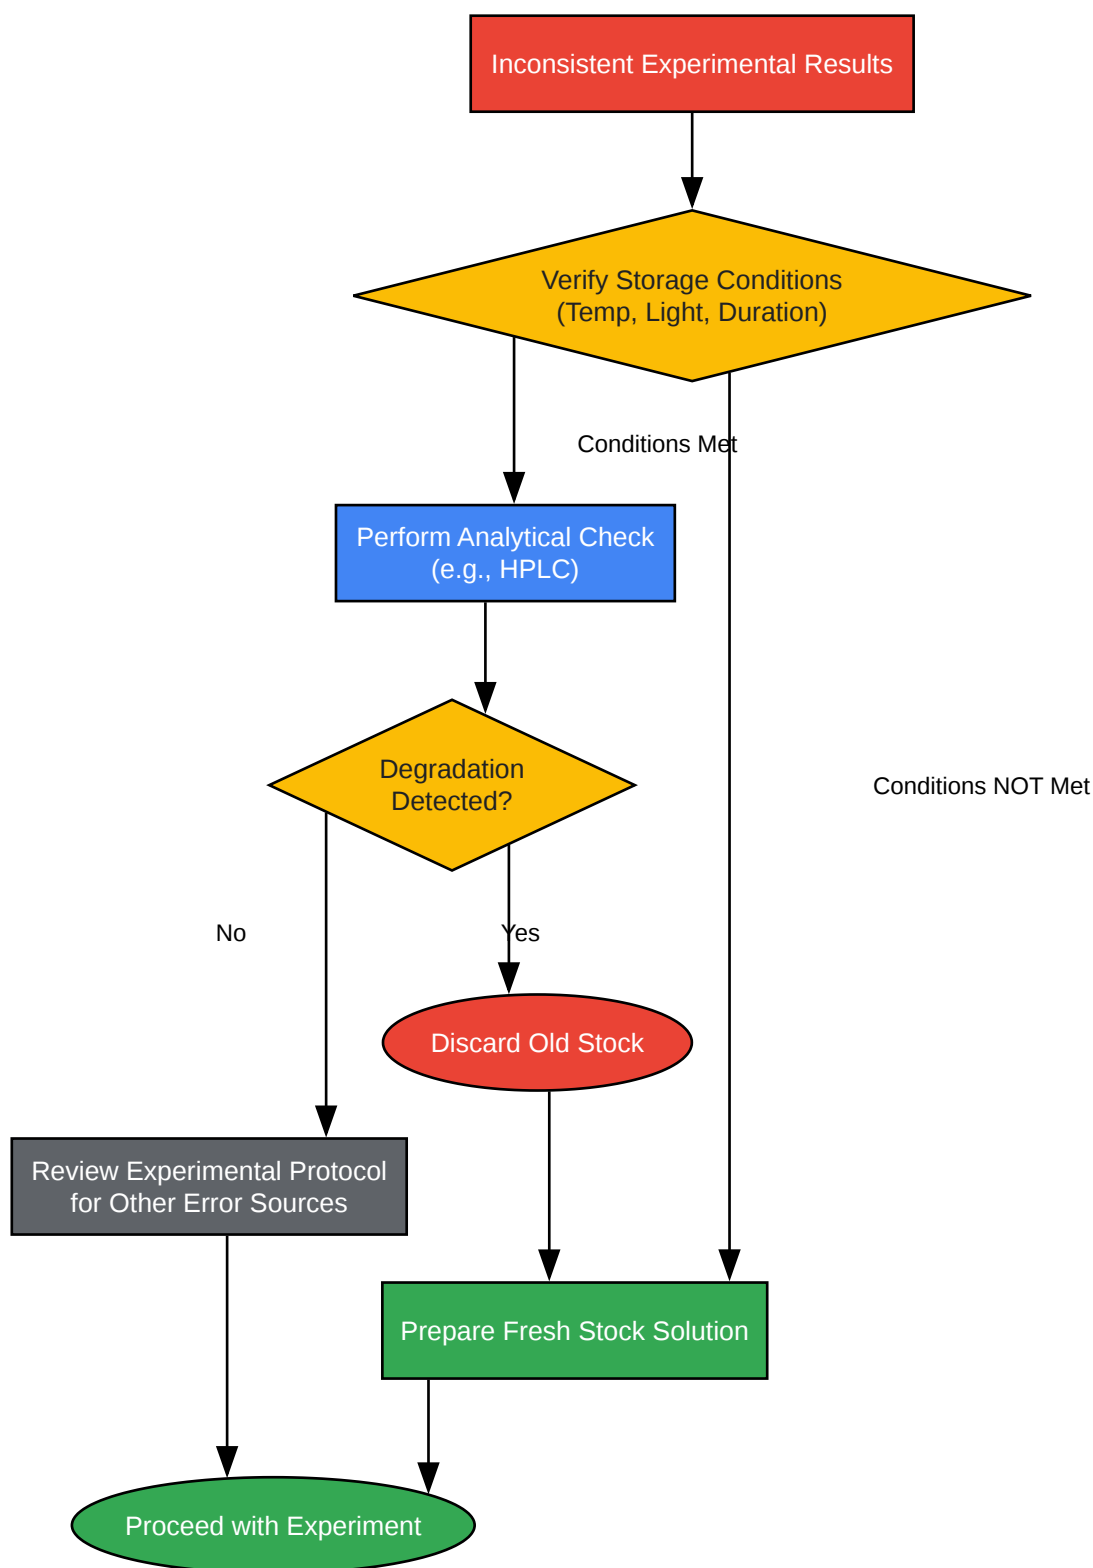 Inconsistent Experimental Results
Verify Storage Conditions
(Temp, Light, Duration)
Conditions Met
Perform Analytical Check
(e.g., HPLC)
Degradation
Detected?
Conditions NOT Met
No
Yes
Discard Old Stock
Review Experimental Protocol
for Other Error Sources
Prepare Fresh Stock Solution
Proceed with Experiment